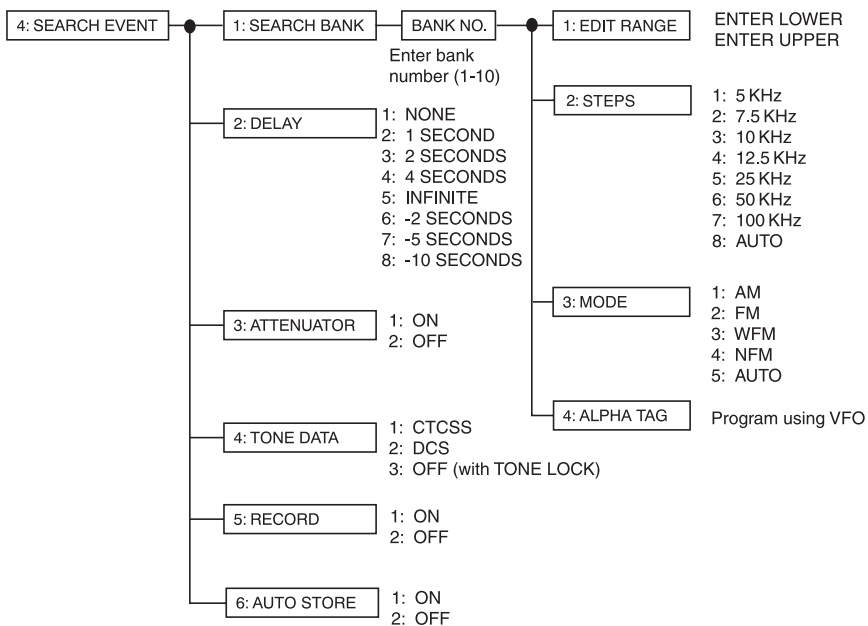 4: SEARCH EVENT
1: SEARCH BANK
BANK NO.
Enter bank
number (1-10)
1: EDIT RANGE
ENTER LOWER
ENTER UPPER
2: STEPS
1: 5 KHz
2: 7.5 KHz
3: 10 KHz
4: 12.5 KHz
5: 25 KHz
6: 50 KHz
7: 100 KHz
8: AUTO
3: MODE
1: AM
2: FM
3: WFM
4: NFM
5: AUTO
4: ALPHA TAG
Program using VFO
2: DELAY
1: NONE
2: 1 SECOND
3: 2 SECONDS
4: 4 SECONDS
5: INFINITE
6: -2 SECONDS
7: -5 SECONDS
8: -10 SECONDS
3: ATTENUATOR
1: ON
2: OFF
4: TONE DATA
1: CTCSS
2: DCS
3: OFF (with TONE LOCK)
5: RECORD
1: ON
2: OFF
6: AUTO STORE
1: ON
2: OFF